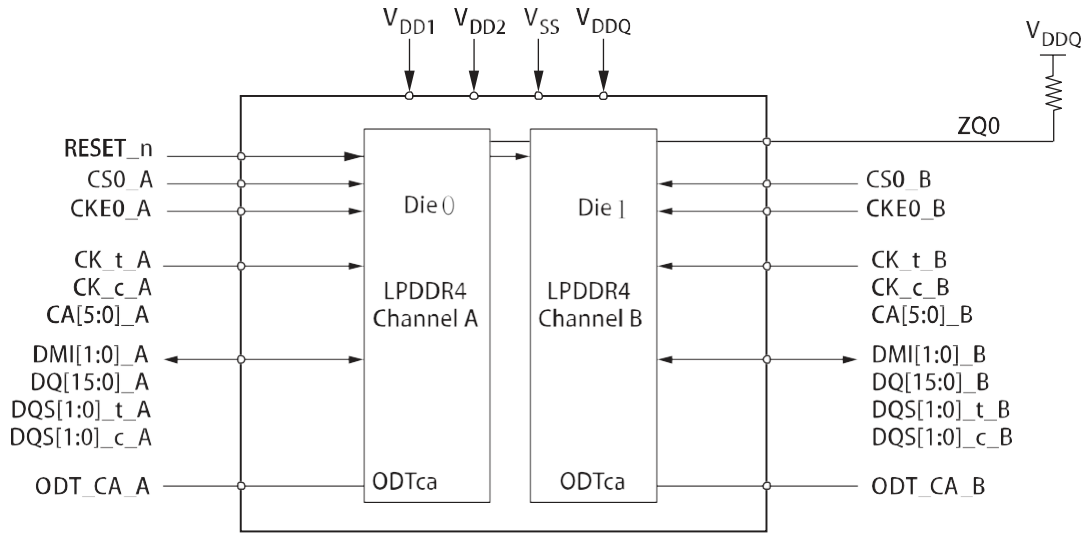 VDD1 VDD2 VSS VDDQ
VDDQ
ZQ0
RESET_n
CS0_A
CKE0_A
CK_t_A
CK_c_A
CA[5:0]_A
DMI[1:0]_A
DQ[15:0]_A
DQS[1:0]_t_A
DQS[1:0]_c_A
ODT_CA_A
Die 0
LPDDR4
Channel A
ODTca
Die 1
LPDDR4
Channel B
ODTca
CS0_B
CKE0_B
CK_t_B
CK_c_B
CA[5:0]_B
DMI[1:0]_B
DQ[15:0]_B
DQS[1:0]_t_B
DQS[1:0]_c_B
ODT_CA_B